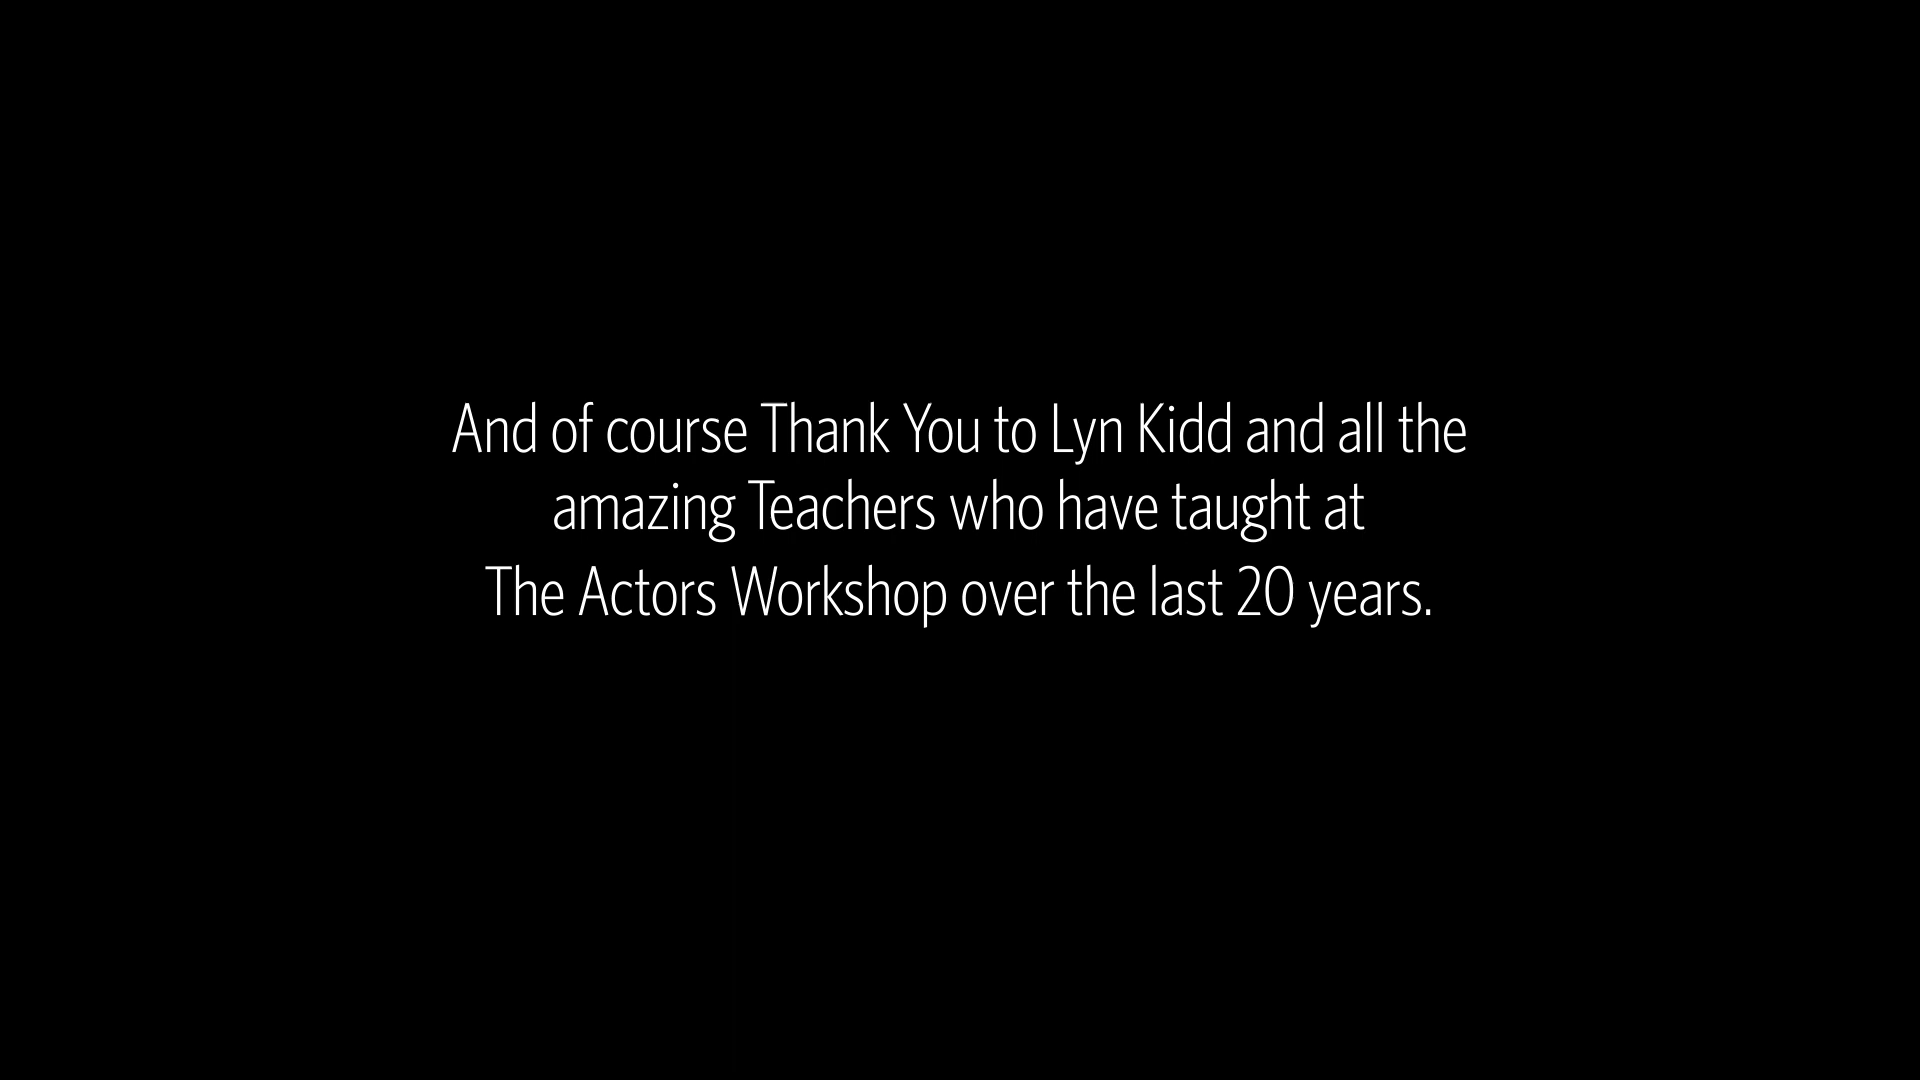 And of course Thank You to Lyn Kidd and all the
amazing Teachers who have taught at
The Actors Workshop over the last 20 years.